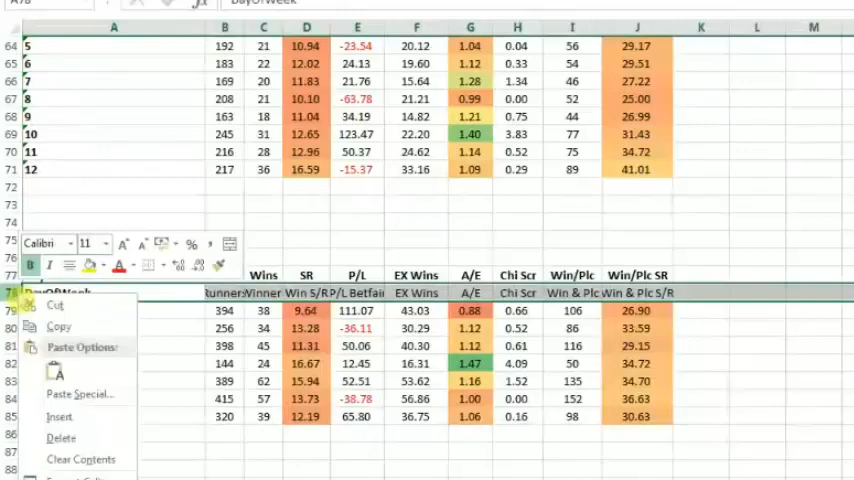 A78 fx DayOfWeek
A B C D E F G H I J K L M
64 5 192 21 10.94 -23.54 20.12 1.04 0.04 56 29.17
65 6 183 22 12.02 24.13 19.60 1.12 0.33 54 29.51
66 7 169 20 11.83 21.76 15.64 1.28 1.34 46 27.22
67 8 208 21 10.10 -63.78 21.21 0.99 0.00 52 25.00
68 9 163 18 11.04 34.19 14.82 1.21 0.75 44 26.99
69 10 245 31 12.65 123.47 22.20 1.40 3.83 77 31.43
70 11 216 28 12.96 50.37 24.62 1.14 0.52 75 34.72
71 12 217 36 16.59 -15.37 33.16 1.09 0.29 89 41.01
72
73
74
75
Calibri 11 A A % ,
B I A
77 Wins SR P/L EX Wins A/E Chi Scr Win/Plc Win/Plc SR
78 DayOfWeek Runners Winner Win S/R P/L Betfair EX Wins A/E Chi Scr Win & Plc Win & Plc S/R
79 394 38 9.64 111.07 43.03 0.88 0.66 106 26.90
80 256 34 13.28 -36.11 30.29 1.12 0.52 86 33.59
81 398 45 11.31 50.06 40.30 1.12 0.61 116 29.15
82 144 24 16.67 12.45 16.31 1.47 4.09 50 34.72
83 389 62 15.94 52.51 53.62 1.16 1.52 135 34.70
84 415 57 13.73 -38.78 56.86 1.00 0.00 152 36.63
85 320 39 12.19 65.80 36.75 1.06 0.16 98 30.63
86
87
88
Cut
Copy
Paste Options:
Paste Special...
Insert
Delete
Clear Contents